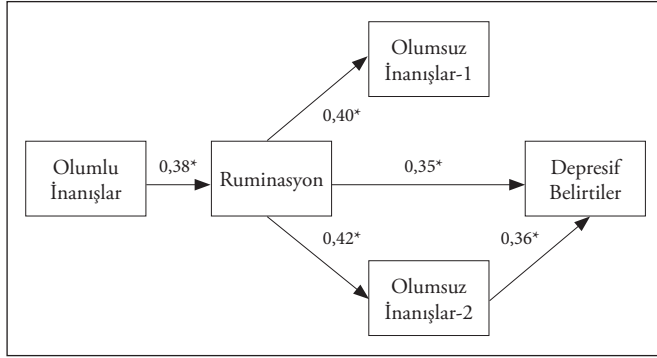 Olumsuz
İnanışlar-1
0,40*
Olumlu
İnanışlar
0,38*
Ruminasyon
0,35*
Depresif
Belirtiler
0,42*
0,36*
Olumsuz
İnanışlar-2